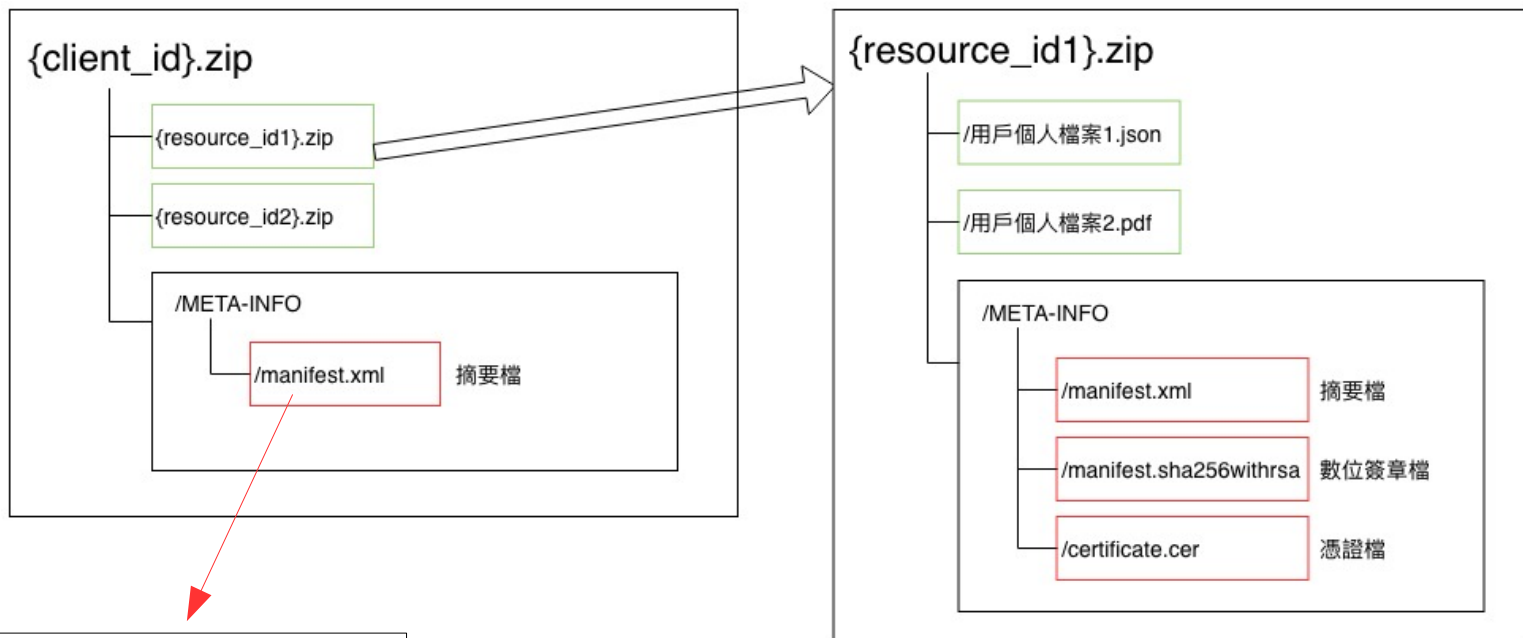 {client_id}.zip
{resource_id1}.zip
{resource_id2}.zip
/META-INFO
/manifest.xml 摘要檔
{resource_id1}.zip
/用戶個人檔案1.json
/用戶個人檔案2.pdf
/META-INFO
/manifest.xml 摘要檔
/manifest.sha256withrsa 數位簽章檔
/certificate.cer 憑證檔